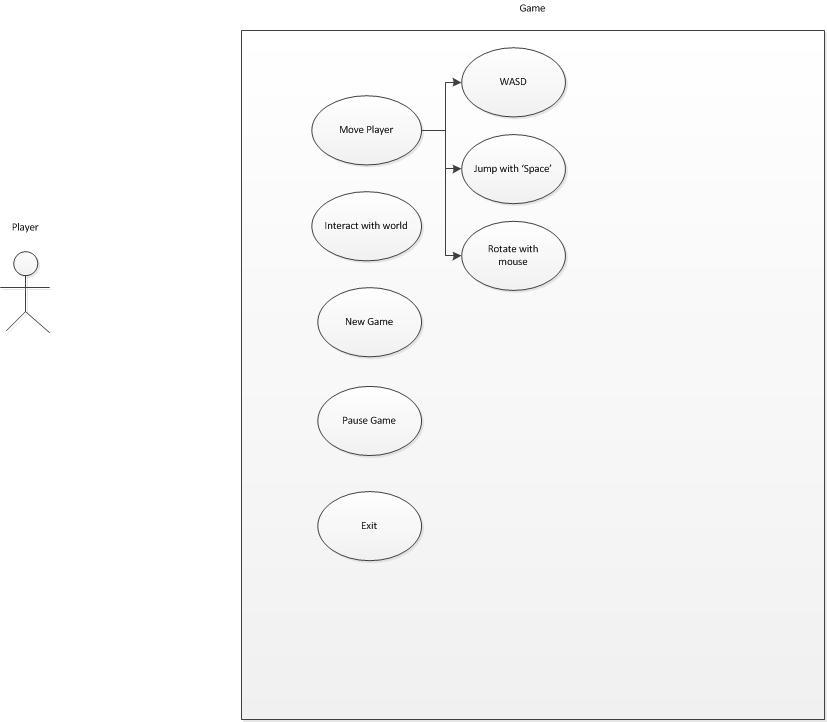 Game
WASD
Move Player
Jump with ‘Space’
Interact with world
Player
Rotate with
mouse
New Game
Pause Game
Exit